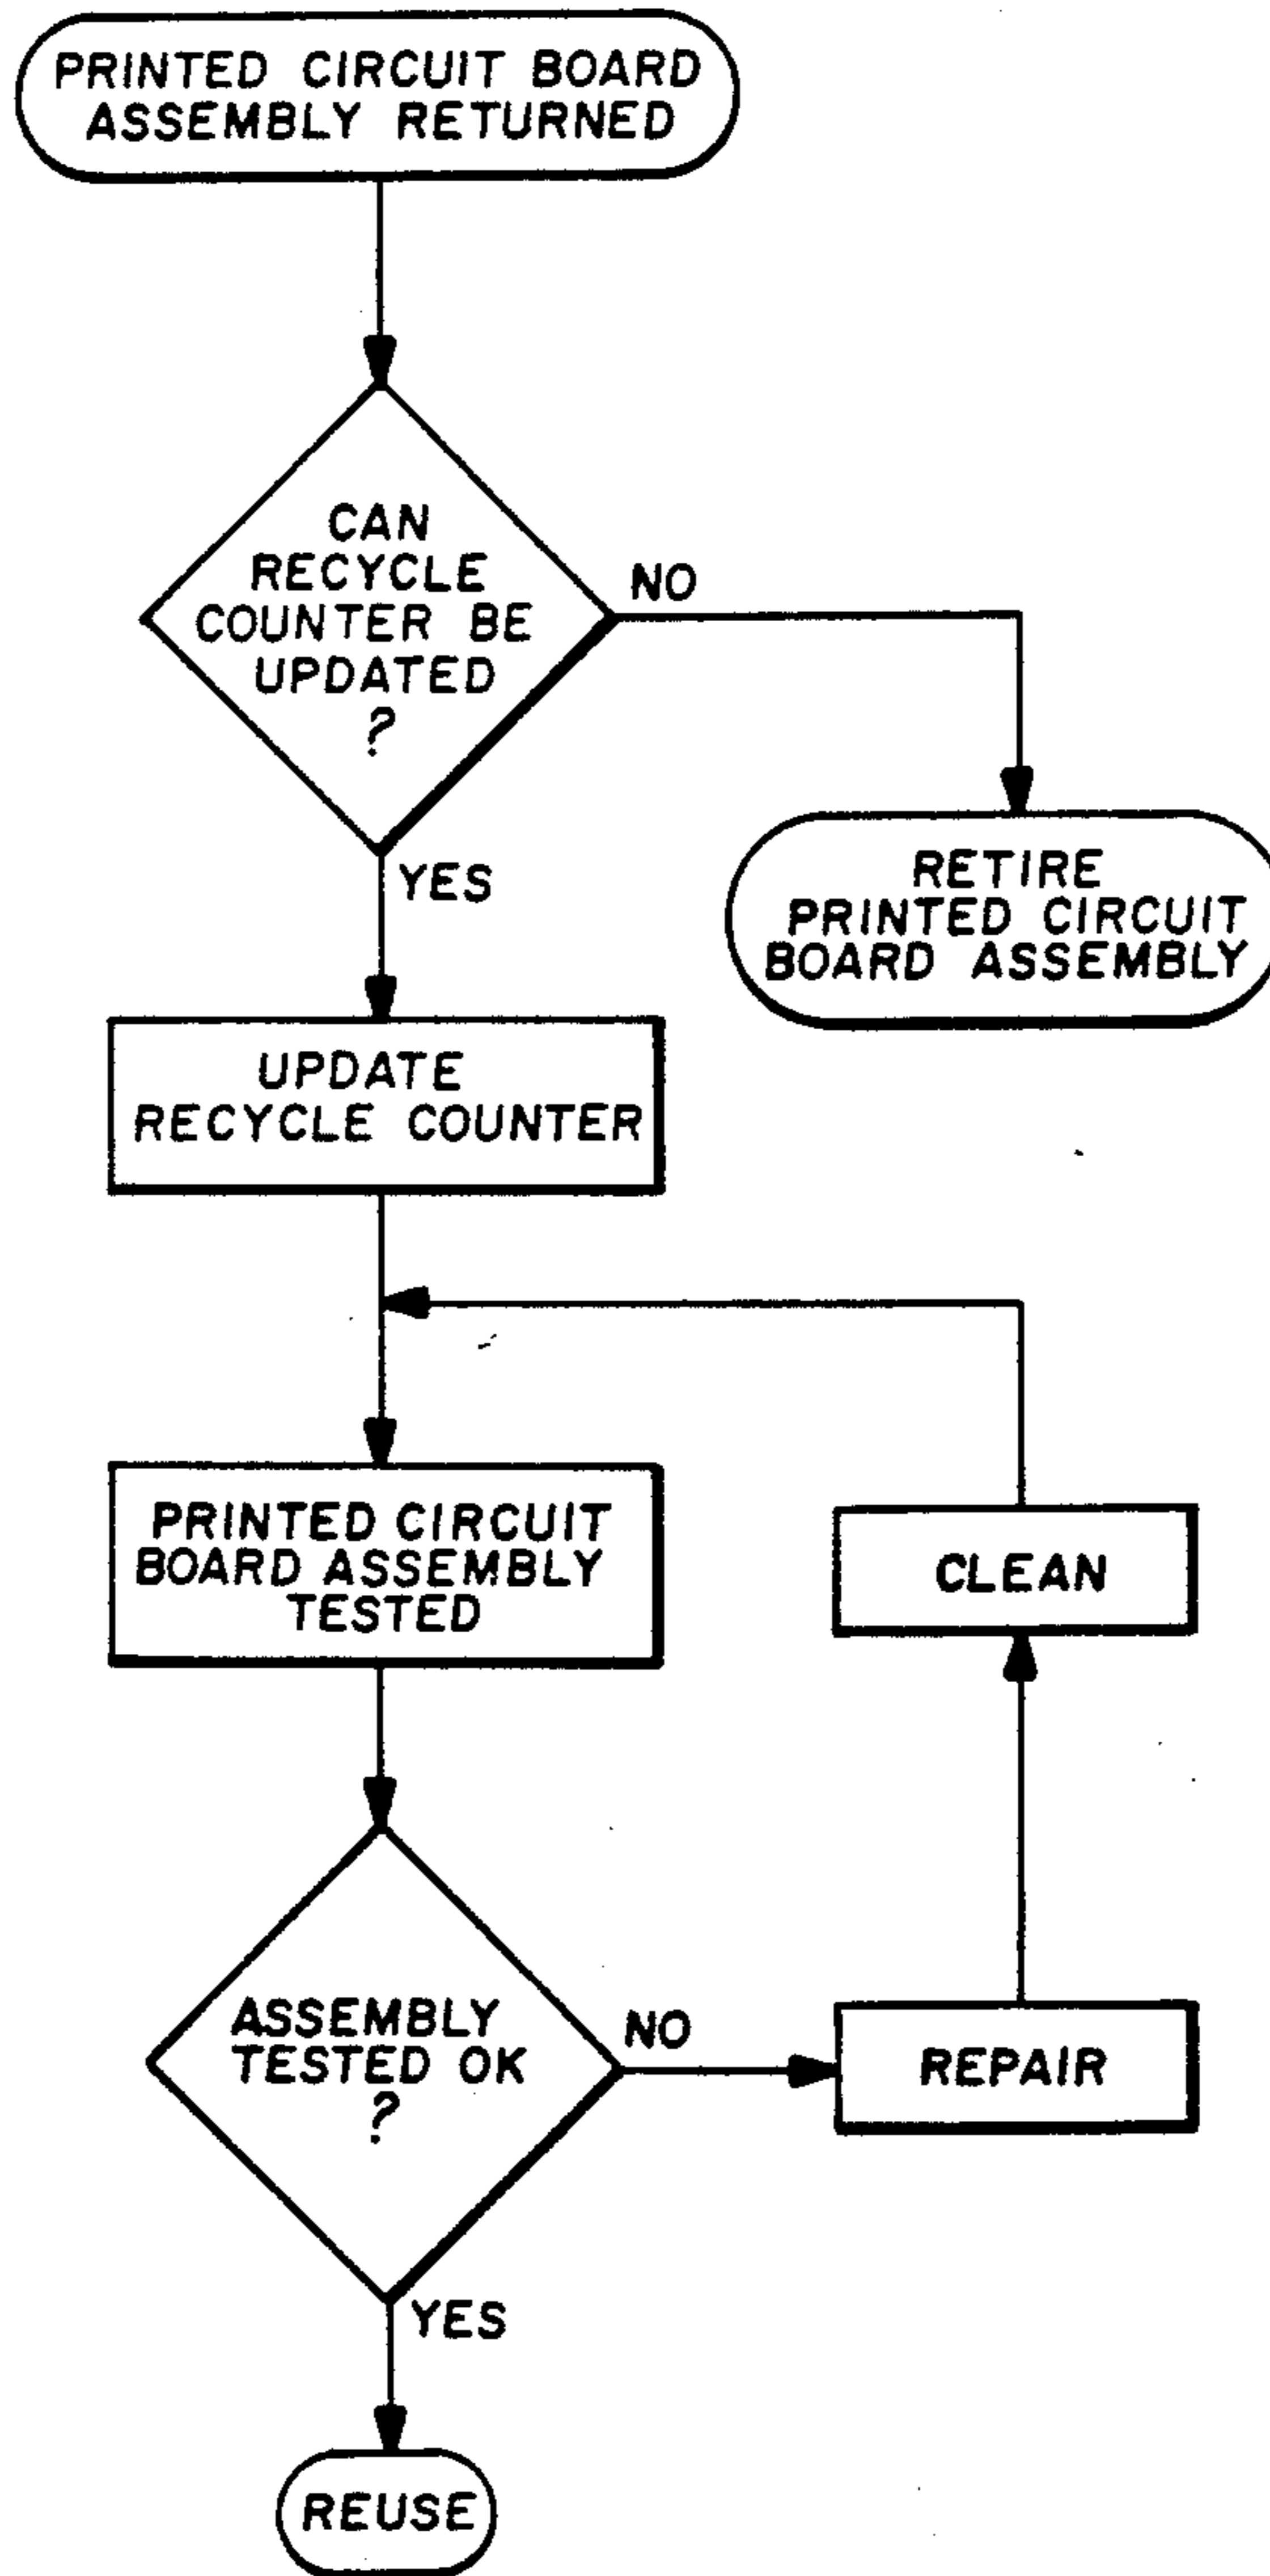 PRINTED CIRCUIT BOARD
ASSEMBLY RETURNED
CAN
RECYCLE
COUNTER BE
UPDATED
?
NO
YES
RETIRE
PRINTED CIRCUIT
BOARD ASSEMBLY
UPDATE
RECYCLE COUNTER
PRINTED CIRCUIT
BOARD ASSEMBLY
TESTED
CLEAN
ASSEMBLY
TESTED OK
?
NO
REPAIR
YES
REUSE